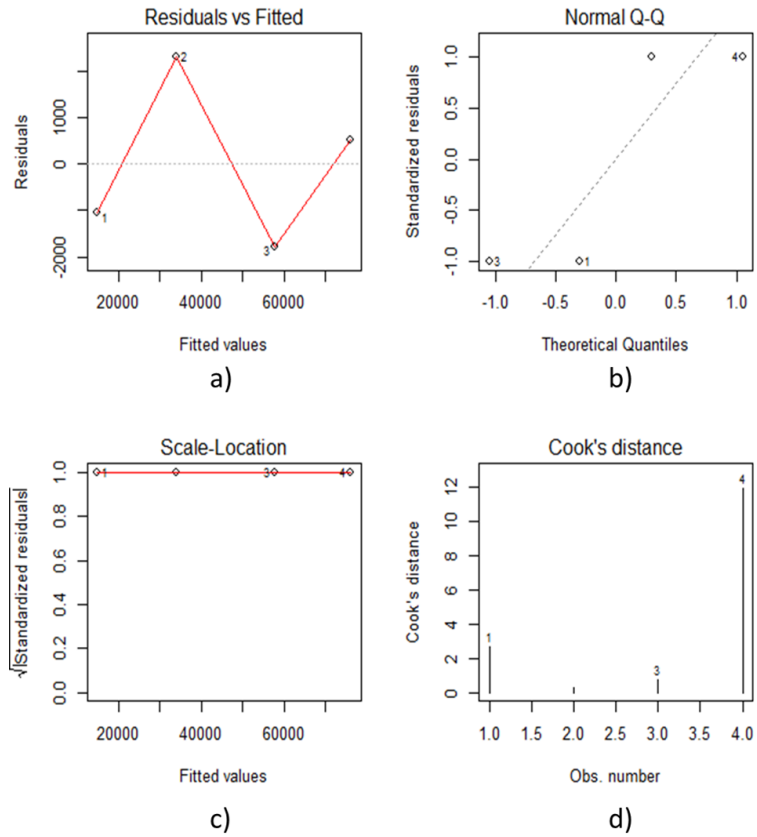 Residuals vs Fitted
Residuals
-2000 0 1000
1
2
3
20000 40000 60000
Fitted values
a)
Normal Q-Q
Standardized residuals
-1.0 -0.5 0.0 0.5 1.0
3
1
4
-1.0 -0.5 0.0 0.5 1.0
Theoretical Quantiles
b)
Scale-Location
√|Standardized residuals|
0.0 0.2 0.4 0.6 0.8 1.0
1
3
4
20000 40000 60000
Fitted values
c)
Cook's distance
Cook's distance
0 2 4 6 8 10 12
1
3
4
1.0 1.5 2.0 2.5 3.0 3.5 4.0
Obs. number
d)